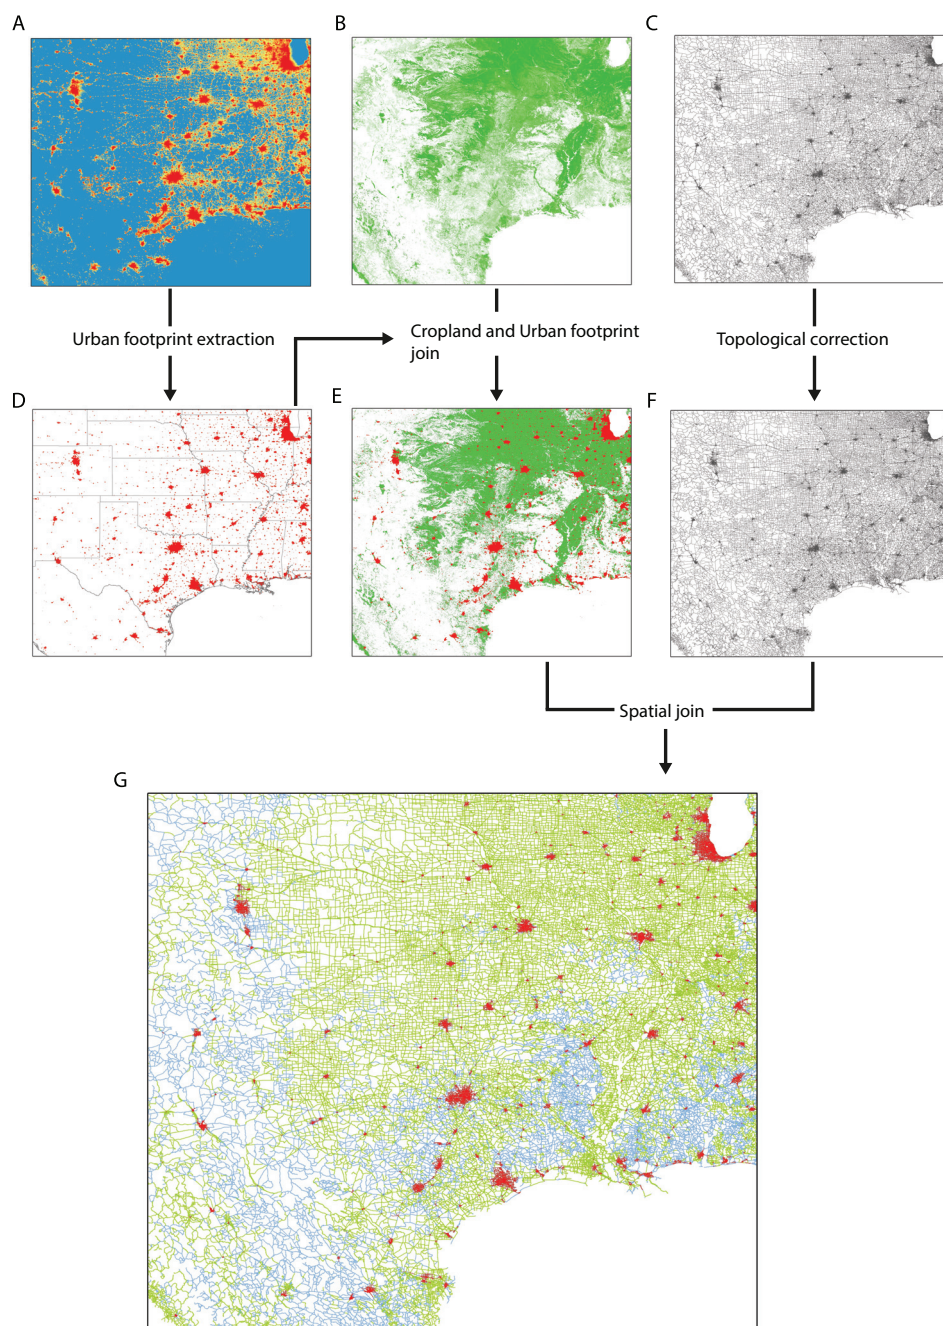 A
B
C
Urban footprint extraction
Cropland and Urban footprint
join
Topological correction
D
E
F
Spatial join
G